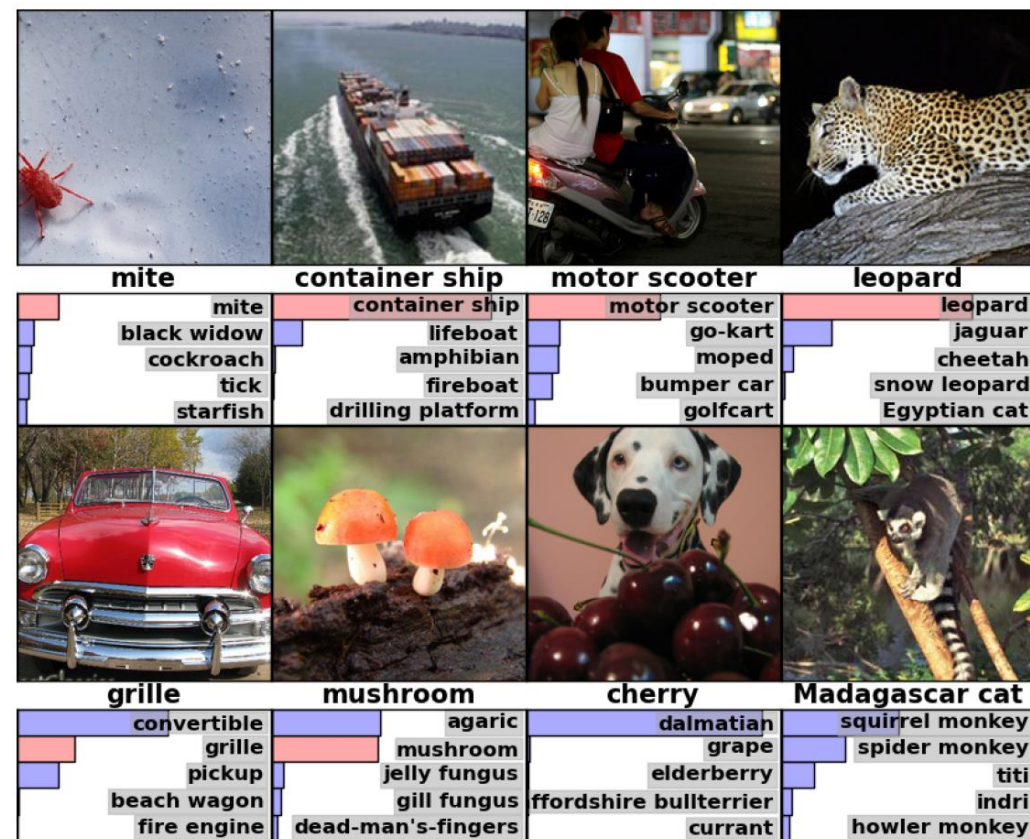 mite
container ship
motor scooter
leopard
mite
black widow
cockroach
tick
starfish
container ship
lifeboat
amphibian
fireboat
drilling platform
motor scooter
go-kart
moped
bumper car
golfcart
leopard
jaguar
cheetah
snow leopard
Egyptian cat
grille
mushroom
cherry
Madagascar cat
convertible
grille
pickup
beach wagon
fire engine
agaric
mushroom
jelly fungus
gill fungus
dead-man's-fingers
dalmatian
grape
elderberry
ffordshire bullterrier
currant
squirrel monkey
spider monkey
titi
indri
howler monkey